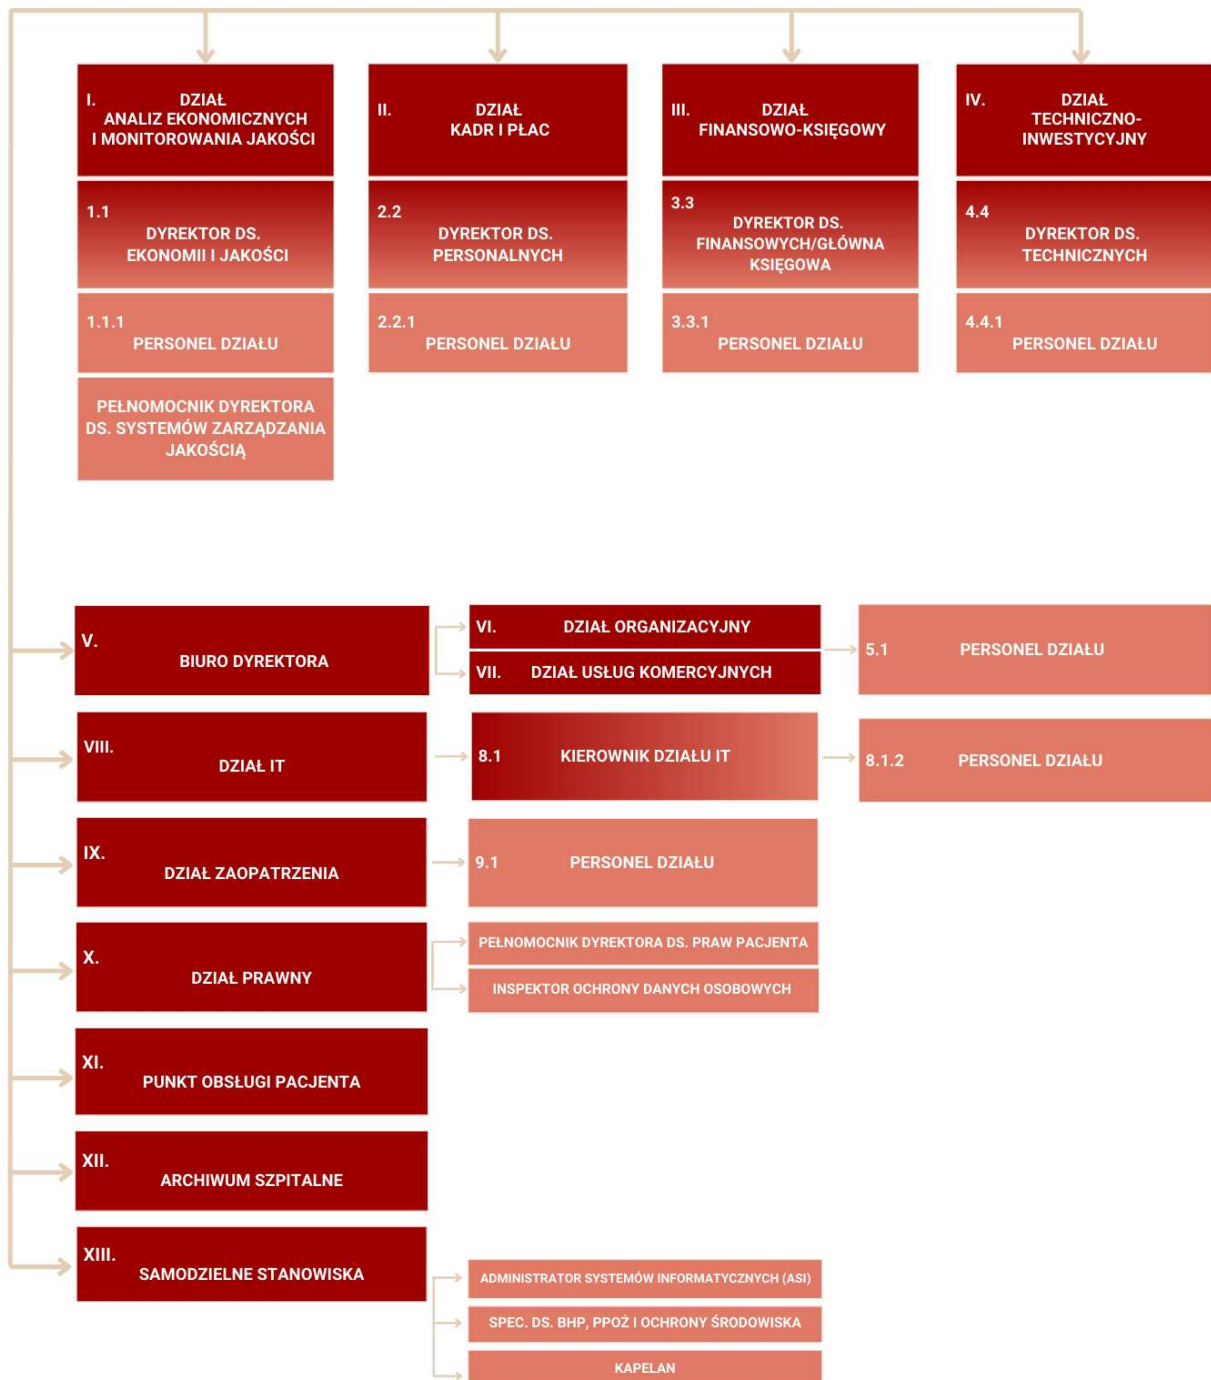 I. DZIAŁ
ANALIZ EKONOMICZNYCH
I MONITOROWANIA JAKOŚCI
1.1
DYREKTOR DS.
EKONOMII I JAKOŚCI
1.1.1
PERSONEL DZIAŁU
PEŁNOMOCNIK DYREKTORA
DS. SYSTEMÓW ZARZĄDZANIA
JAKOŚCIĄ
II. DZIAŁ
KADR I PŁAC
2.2
DYREKTOR DS.
PERSONALNYCH
2.2.1
PERSONEL DZIAŁU
III. DZIAŁ
FINANSOWO-KSIĘGOWY
3.3
DYREKTOR DS.
FINANSOWYCH/GŁÓWNA
KSIĘGOWA
3.3.1
PERSONEL DZIAŁU
IV. DZIAŁ
TECHNICZNO-
INWESTYCYJNY
4.4
DYREKTOR DS.
TECHNICZNYCH
4.4.1
PERSONEL DZIAŁU
V.
BIURO DYREKTORA
VI. DZIAŁ ORGANIZACYJNY
VII. DZIAŁ USŁUG KOMERCYJNYCH
5.1 PERSONEL DZIAŁU
VIII.
DZIAŁ IT
8.1 KIEROWNIK DZIAŁU IT
8.1.2 PERSONEL DZIAŁU
IX.
DZIAŁ ZAOPATRZENIA
9.1 PERSONEL DZIAŁU
X.
DZIAŁ PRAWNY
PEŁNOMOCNIK DYREKTORA DS. PRAW PACJENTA
INSPEKTOR OCHRONY DANYCH OSOBOWYCH
XI.
PUNKT OBSŁUGI PACJENTA
XII.
ARCHIWUM SZPITALNE
XIII.
SAMODZIELNE STANOWISKA
ADMINISTRATOR SYSTEMÓW INFORMATYCZNYCH (ASI)
SPEC. DS. BHP, PPOŻ I OCHRONY ŚRODOWISKA
KAPELAN